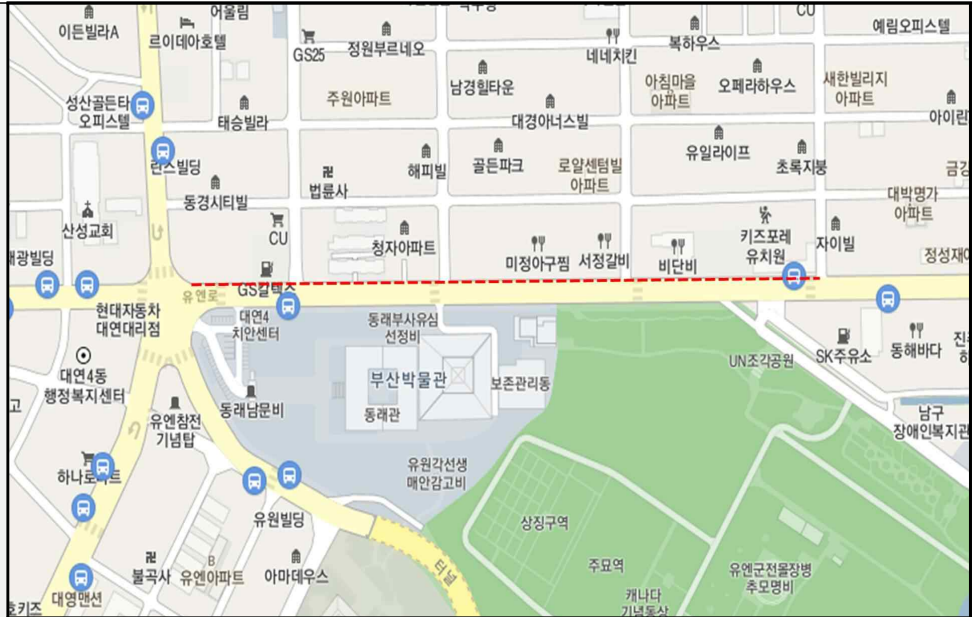 어울림
CU
이든빌라A
르이데아호텔
GS25
정원부르네오
네네치킨
복하우스
예림오피스텔
성산골든타
오피스텔
태승빌라
주원아파트
남경힐타운
대경아너스빌
아침마을
아파트
오페라하우스
새한빌리지
아파트
아이린
란스빌딩
동경시티빌
법륜사
해피빌
골든파크
로얄센텀빌
아파트
유일라이프
초록지붕
금강
대박명가
아파트
산성교회
CU
청자아파트
미정아구찜
서정갈비
비단비
키즈포레
유치원
자이빌
정성재
배광빌딩
GS칼텍스
유엔로
현대자동차
대연대리점
대연4
치안센터
동래부사유심
선정비
부산박물관
동래관
보존관리동
UN조각공원
SK주유소
동해바다
대연4동
행정복지센터
고
동래남문비
유엔참전
기념탑
남구
장애인복지관
하나로마트
유원각선생
매안감고비
유원빌딩
상징구역
불곡사
B
유엔아파트
아마데우스
터널
주묘역
유엔군전몰장병
추모명비
대영맨션
호키즈
캐나다
기념동상